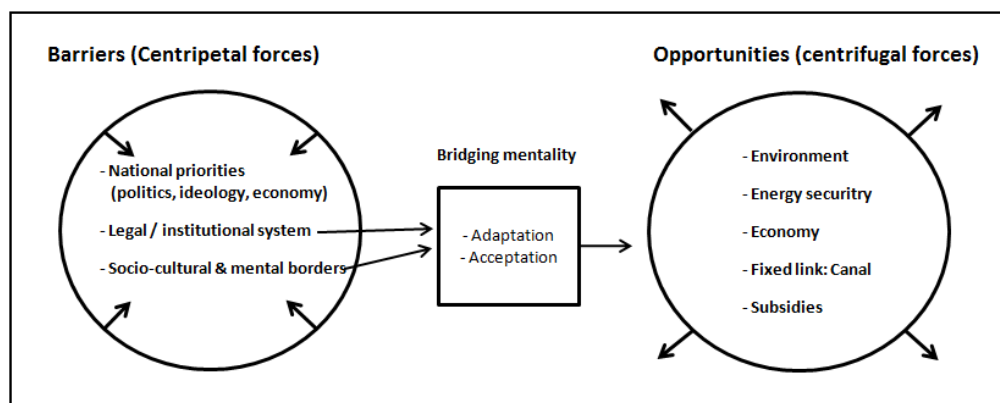 Barriers (Centripetal forces)
- National priorities
(politics, ideology, economy)
- Legal / institutional system
- Socio-cultural & mental borders
Bridging mentality
- Adaptation
- Acceptation
Opportunities (centrifugal forces)
- Environment
- Energy securitry
- Economy
- Fixed link: Canal
- Subsidies